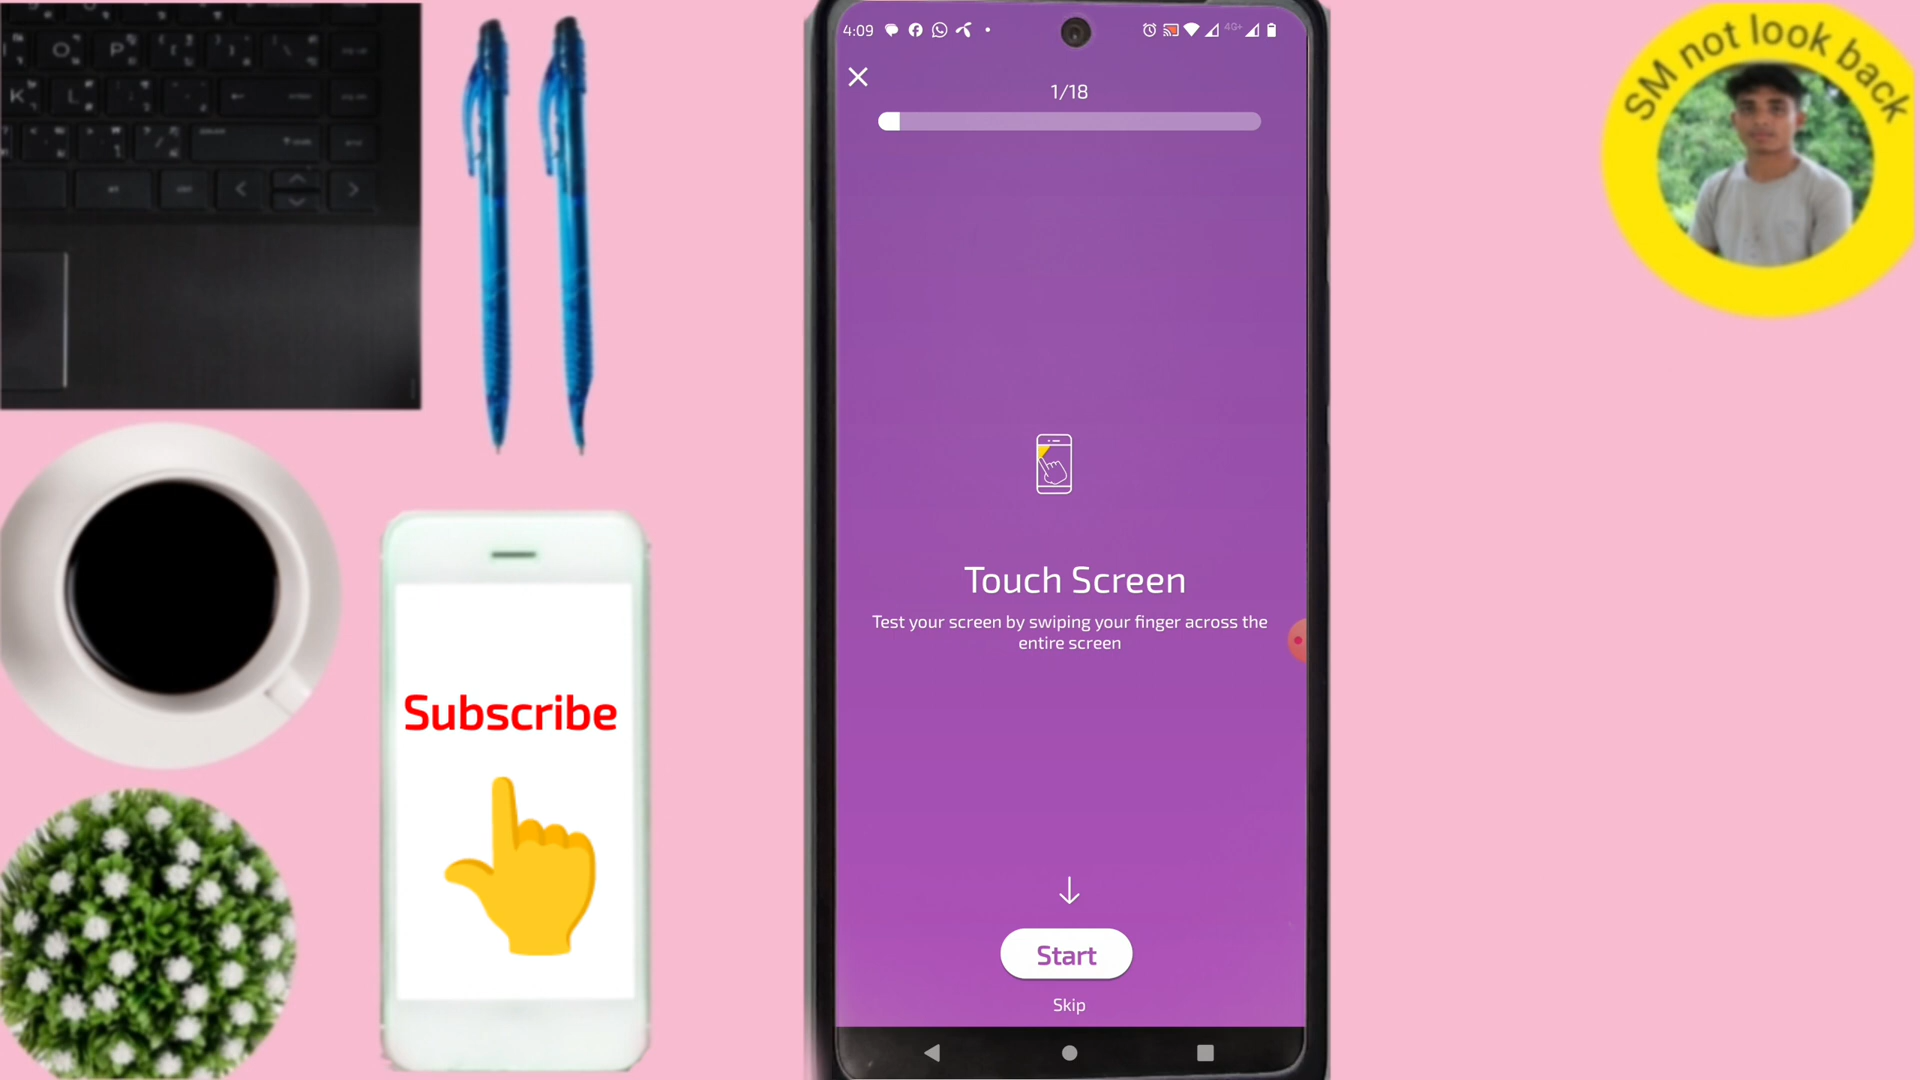 SM not look back
4:09
4G+
1/18
Touch Screen
Test your screen by swiping your finger across the
entire screen
Subscribe
Start
Skip
O P
K L